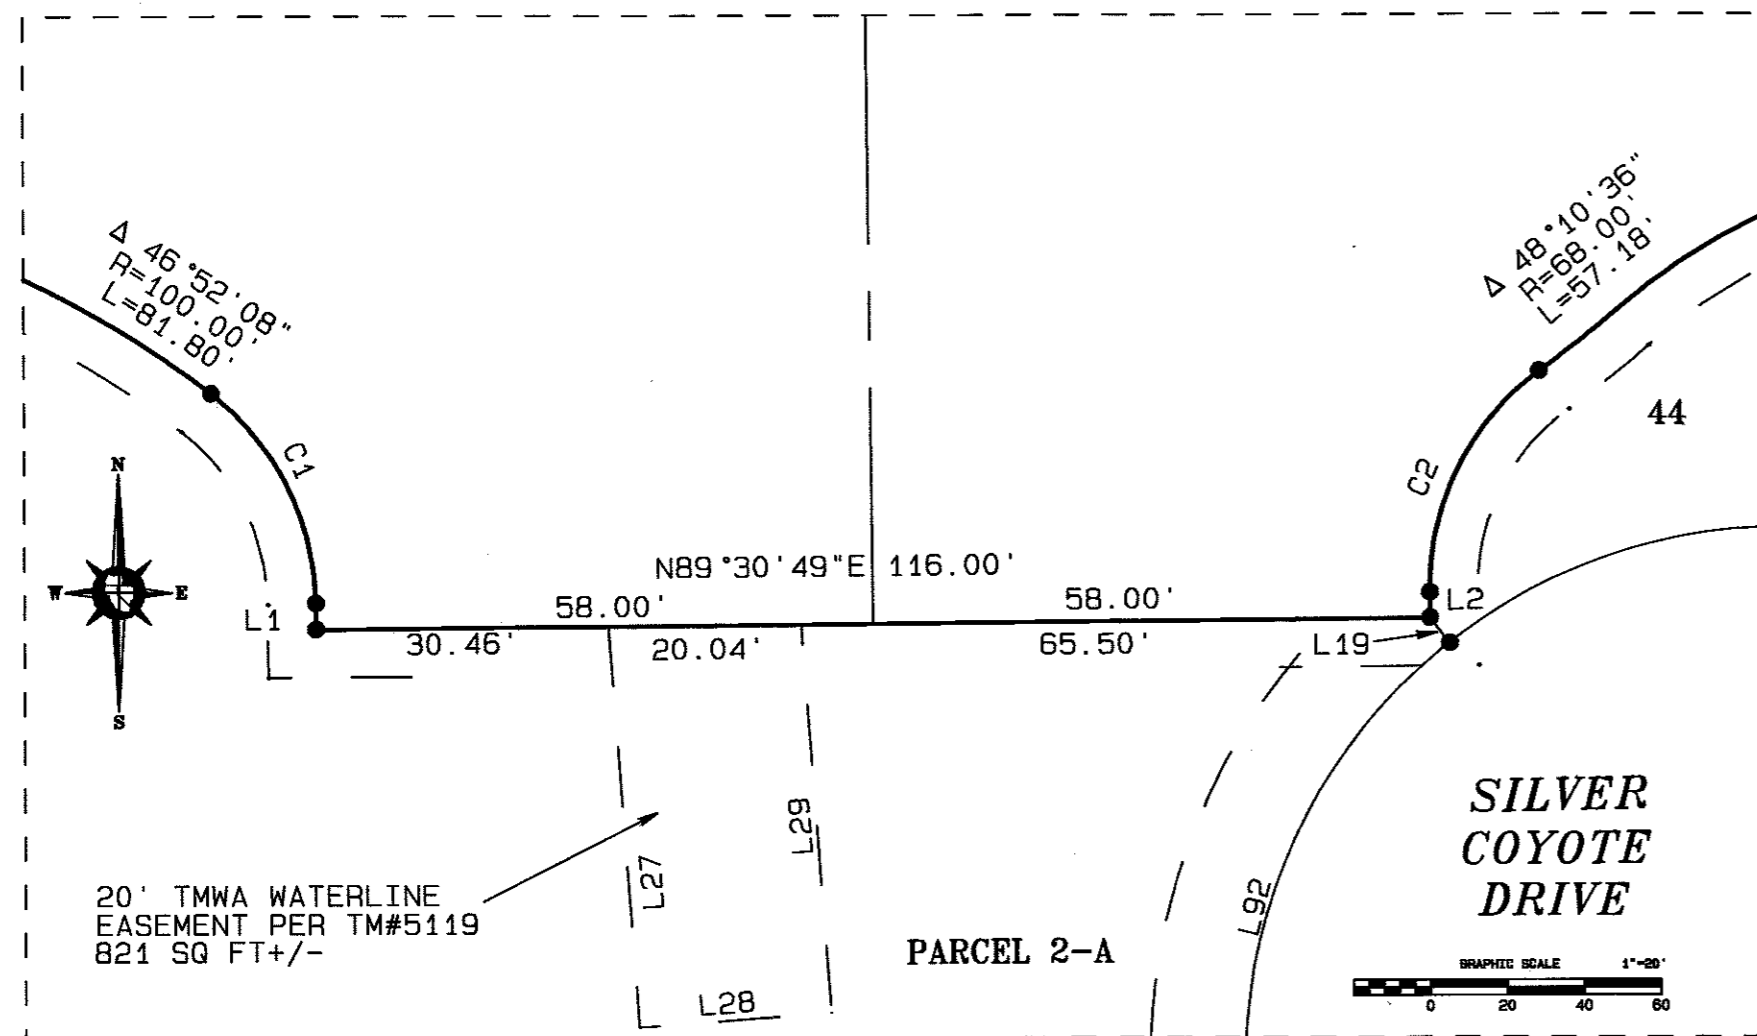 Δ 46°52'08"
R=100.00'
L=81.80'
Δ 48°10'36"
R=68.00'
L=57.18'
44
C1
C2
N
W E
S
N89°30'49"E 116.00'
58.00'
58.00'
L1
L2
30.46'
20.04'
65.50'
L19
L27
L29
L92
SILVER
COYOTE
DRIVE
20' TMWA WATERLINE
EASEMENT PER TM#5119
821 SQ FT+/-
PARCEL 2-A
L28
GRAPHIC SCALE 1"=20'
0 20 40 60